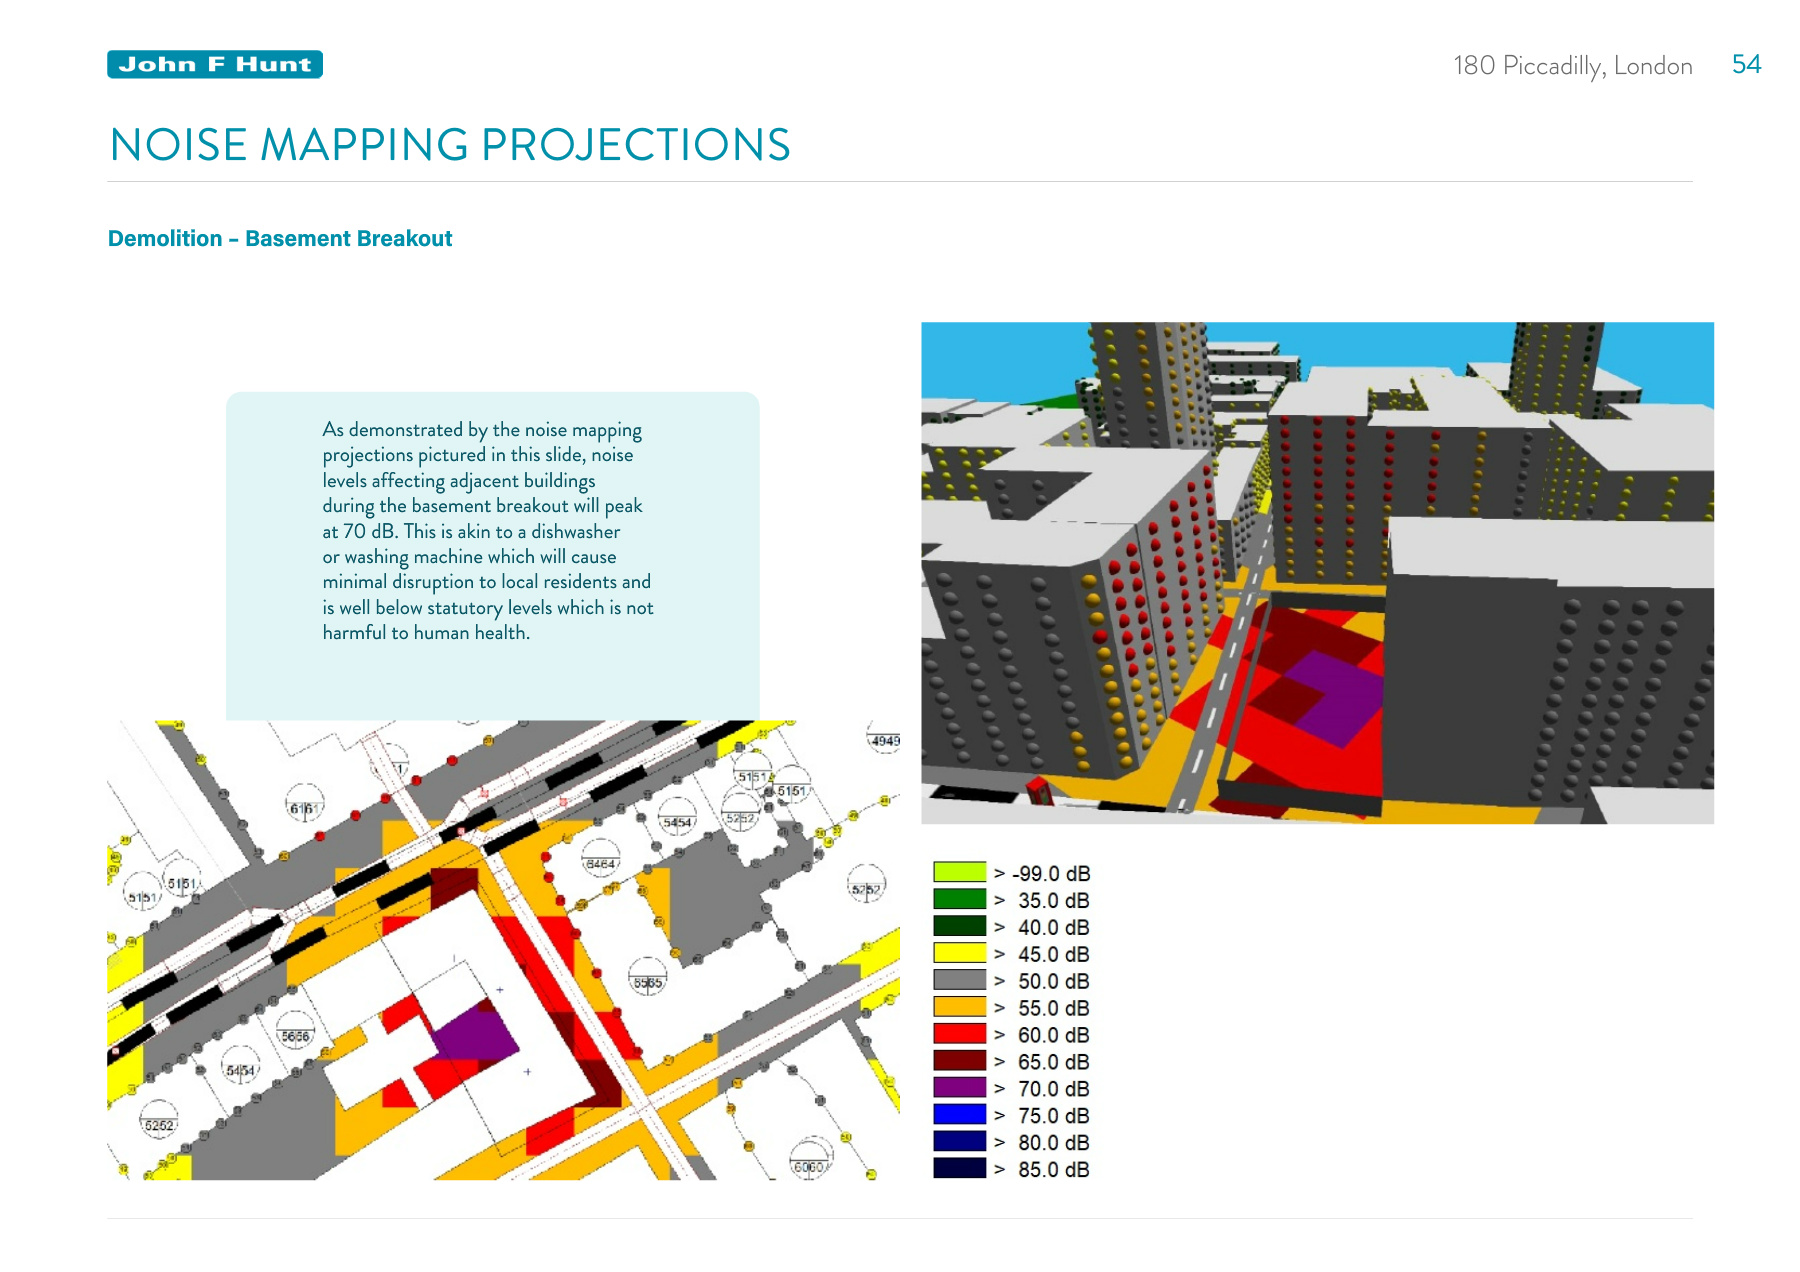 John F Hunt
180 Piccadilly, London 54
NOISE MAPPING PROJECTIONS
Demolition – Basement Breakout
As demonstrated by the noise mapping
projections pictured in this slide, noise
levels affecting adjacent buildings
during the basement breakout will peak
at 70 dB. This is akin to a dishwasher
or washing machine which will cause
minimal disruption to local residents and
is well below statutory levels which is not
harmful to human health.
4949
6161
5151
5151
5454
5252
6464
5151
5151
5252
6565
5656
5454
5252
6060
> -99.0 dB
> 35.0 dB
> 40.0 dB
> 45.0 dB
> 50.0 dB
> 55.0 dB
> 60.0 dB
> 65.0 dB
> 70.0 dB
> 75.0 dB
> 80.0 dB
> 85.0 dB